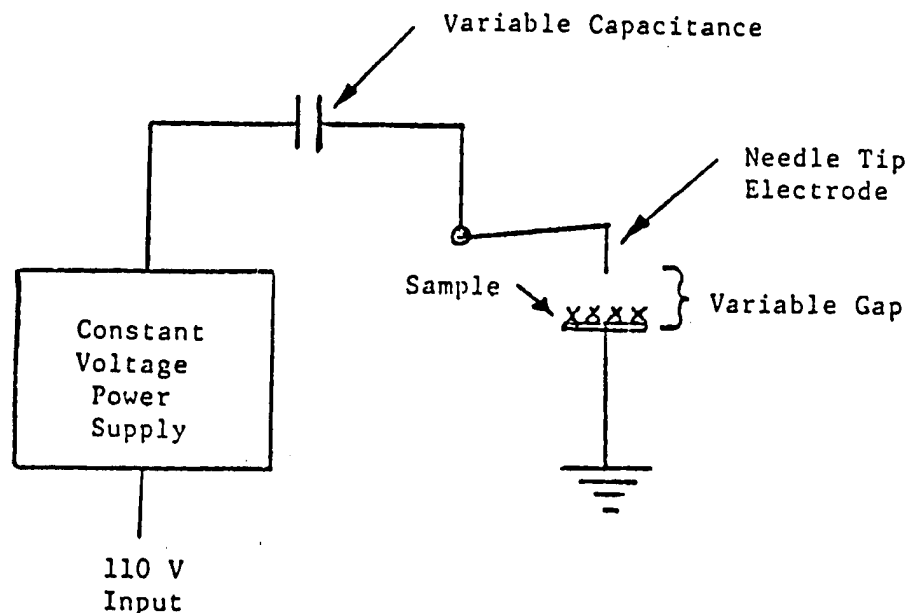 Variable Capacitance
Needle Tip
Electrode
Sample
Variable Gap
Constant
Voltage
Power
Supply
110 V
Input